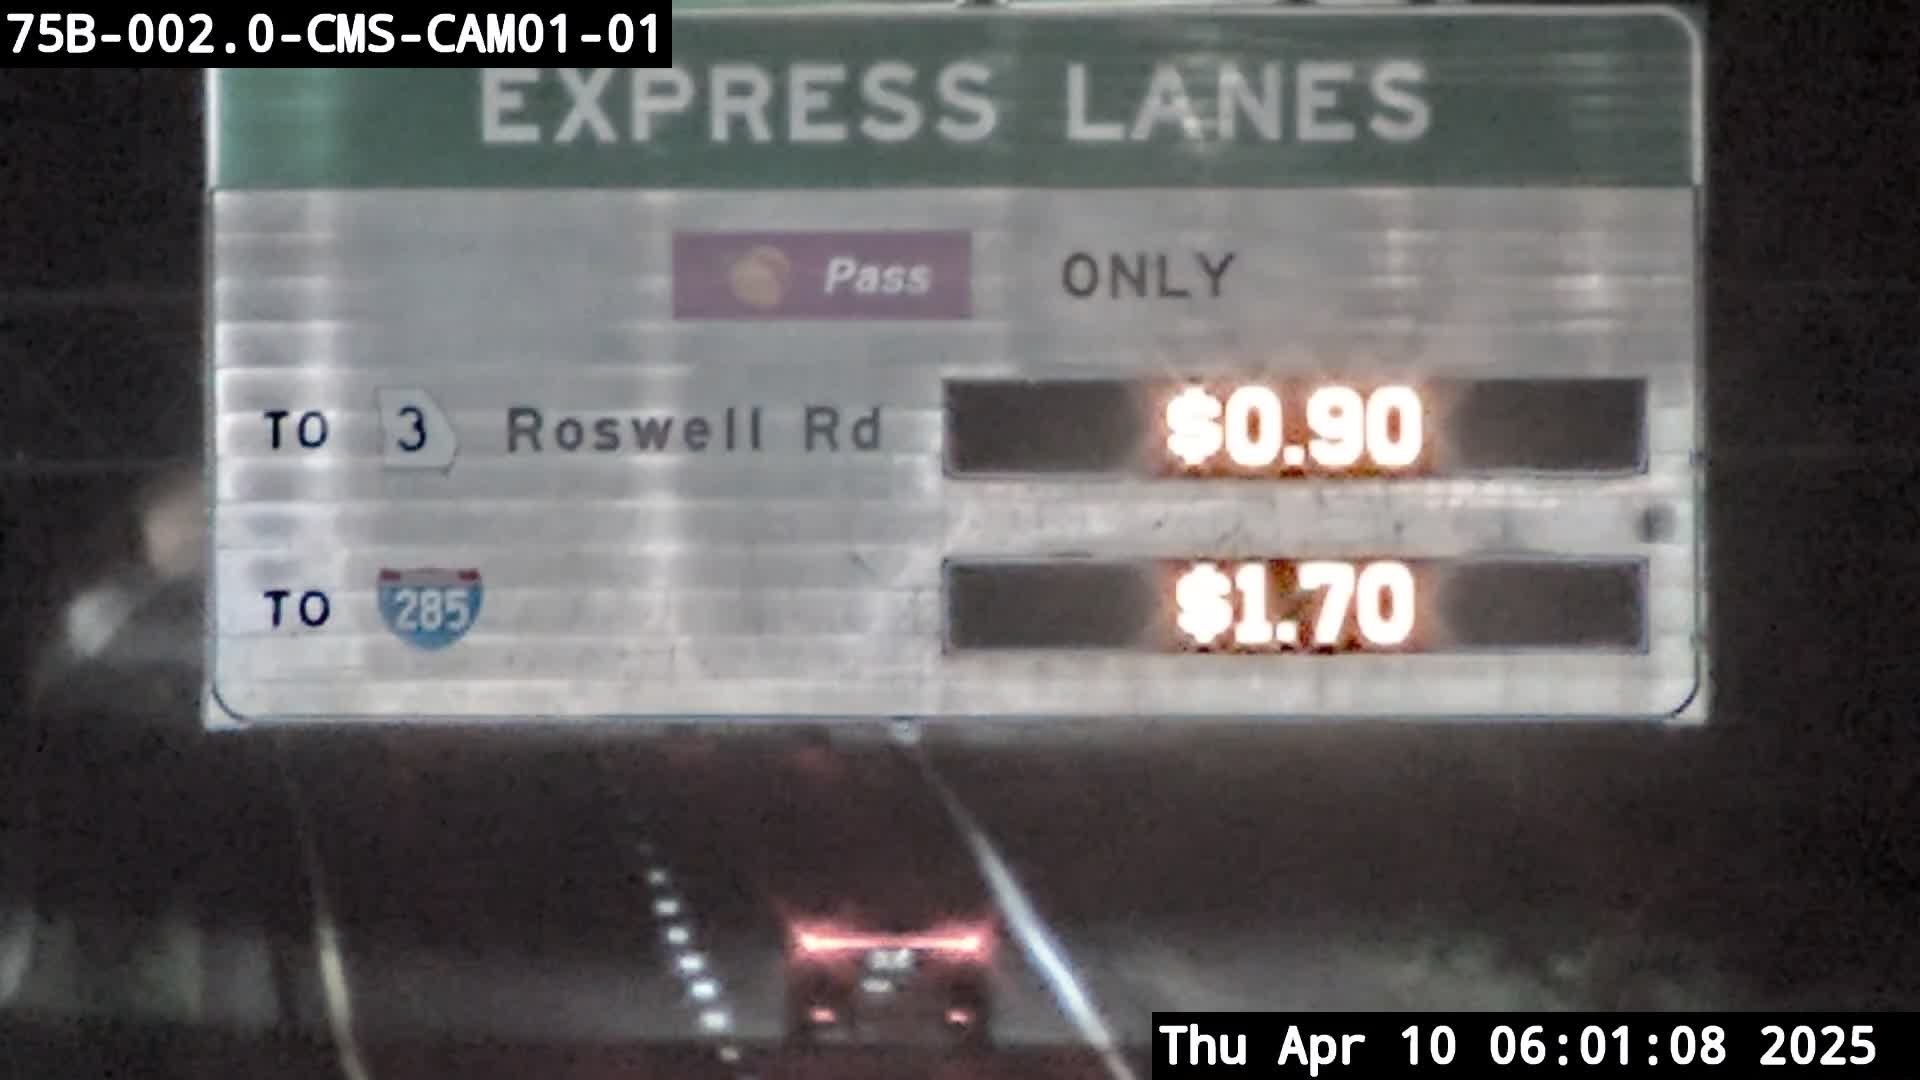 75B-002.0-CMS-CAM01-01
EXPRESS LANES
Pass ONLY
TO 3 Roswell Rd $0.90
TO 285 $1.70
Thu Apr 10 06:01:08 2025